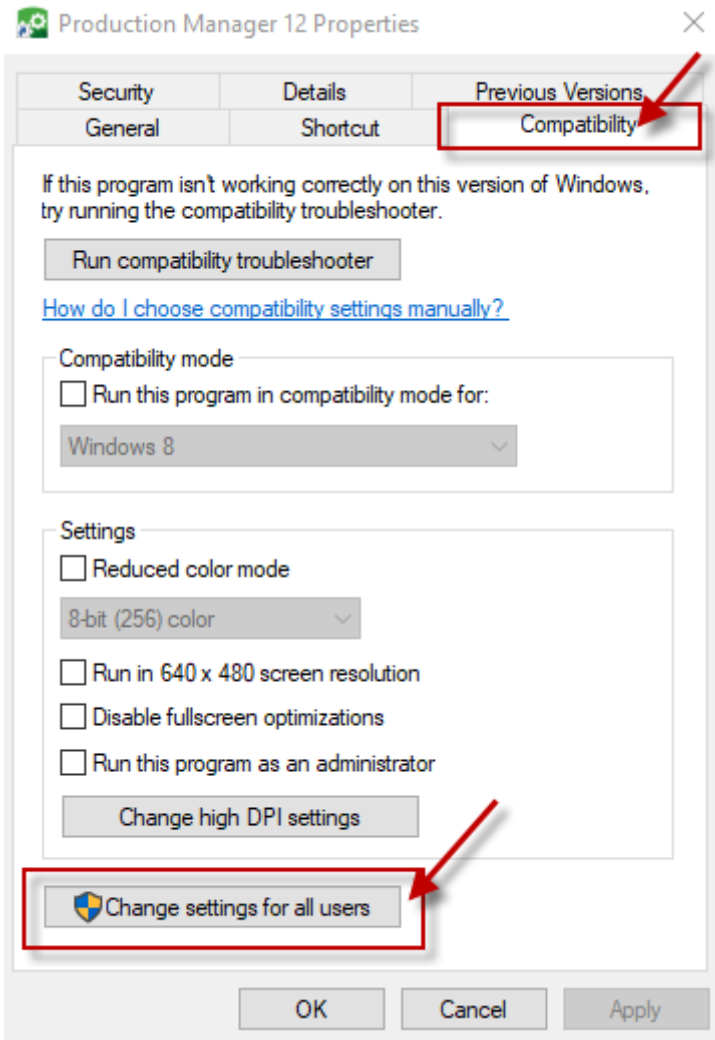 Production Manager 12 Properties
Security Details Previous Versions
General Shortcut Compatibility
If this program isn't working correctly on this version of Windows,
try running the compatibility troubleshooter.
Run compatibility troubleshooter
How do I choose compatibility settings manually?
Compatibility mode
Run this program in compatibility mode for:
Windows 8
Settings
Reduced color mode
8-bit (256) color
Run in 640 x 480 screen resolution
Disable fullscreen optimizations
Run this program as an administrator
Change high DPI settings
Change settings for all users
OK Cancel Apply